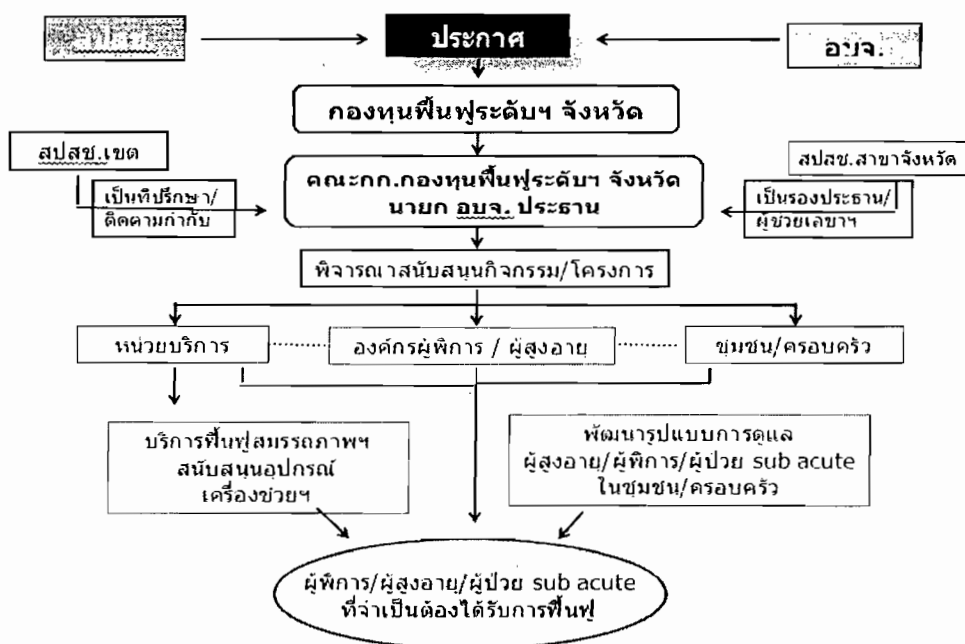 ประกาศ
อบจ.
กองทุนฟื้นฟูระดับฯ จังหวัด
สปสช.เขต
สปสช.สาขาจังหวัด
คณะกก.กองทุนฟื้นฟูระดับฯ จังหวัด
นายก อบจ. ประธาน
เป็นที่ปรึกษา/
ติดตามกำกับ
เป็นรองประธาน/
ผู้ช่วยเลขาฯ
พิจารณาสนับสนุนกิจกรรม/โครงการ
หน่วยบริการ
องค์กรผู้พิการ / ผู้สูงอายุ
ชุมชน/ครอบครัว
บริการฟื้นฟูสมรรถภาพฯ
สนับสนุนอุปกรณ์
เครื่องช่วยฯ
พัฒนารูปแบบการดูแล
ผู้สูงอายุ/ผู้พิการ/ผู้ป่วย sub acute
ในชุมชน/ครอบครัว
ผู้พิการ/ผู้สูงอายุ/ผู้ป่วย sub acute
ที่จำเป็นต้องได้รับการฟื้นฟู